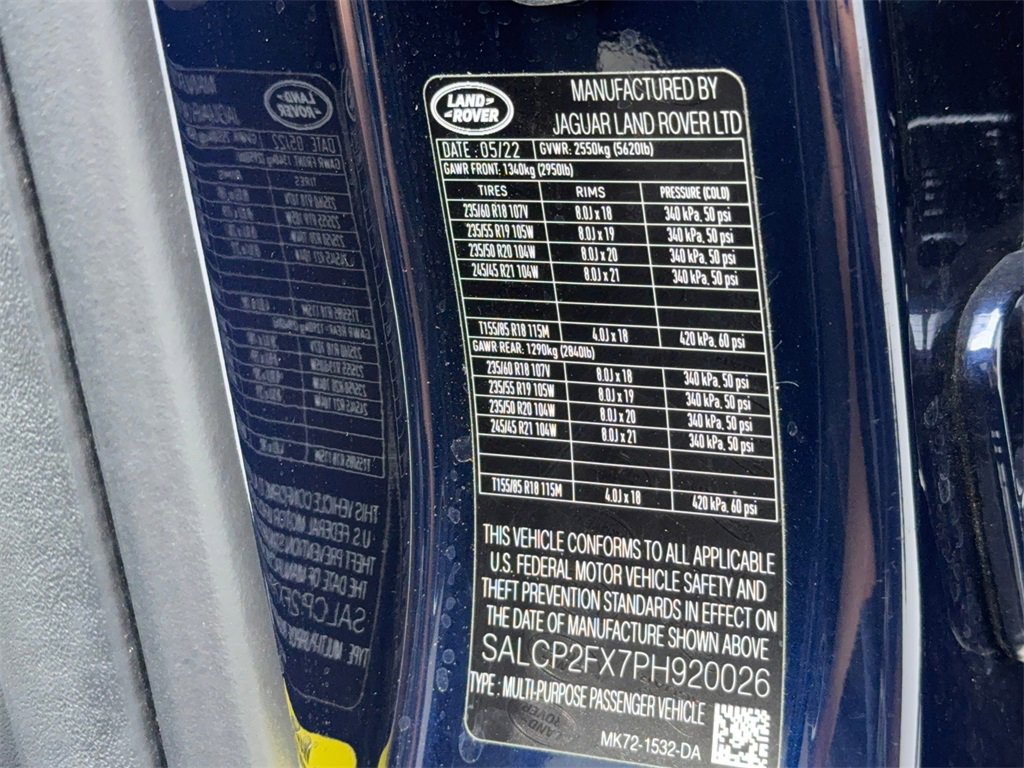 LAND ROVER
MANUFACTURED BY
JAGUAR LAND ROVER LTD
DATE : 05/22 GVWR: 2550kg (5620lb)
GAWR FRONT: 1340kg (2950lb)
TIRES RIMS PRESSURE (COLD)
235/60 R18 107V 8.0J x 18 340 kPa, 50 psi
235/55 R19 105W 8.0J x 19 340 kPa, 50 psi
235/50 R20 104W 8.0J x 20 340 kPa, 50 psi
245/45 R21 104W 8.0J x 21 340 kPa, 50 psi
T155/85 R18 115M 4.0J x 18 420 kPa, 60 psi
GAWR REAR: 1290kg (2840lb)
235/60 R18 107V 8.0J x 18 340 kPa, 50 psi
235/55 R19 105W 8.0J x 19 340 kPa, 50 psi
235/50 R20 104W 8.0J x 20 340 kPa, 50 psi
245/45 R21 104W 8.0J x 21 340 kPa, 50 psi
T155/85 R18 115M 4.0J x 18 420 kPa, 60 psi
THIS VEHICLE CONFORMS TO ALL APPLICABLE
U.S. FEDERAL MOTOR VEHICLE SAFETY AND
THEFT PREVENTION STANDARDS IN EFFECT ON
THE DATE OF MANUFACTURE SHOWN ABOVE
SALCP2FX7PH920026
TYPE : MULTI-PURPOSE PASSENGER VEHICLE
LAND ROVER
MK72-1532-DA